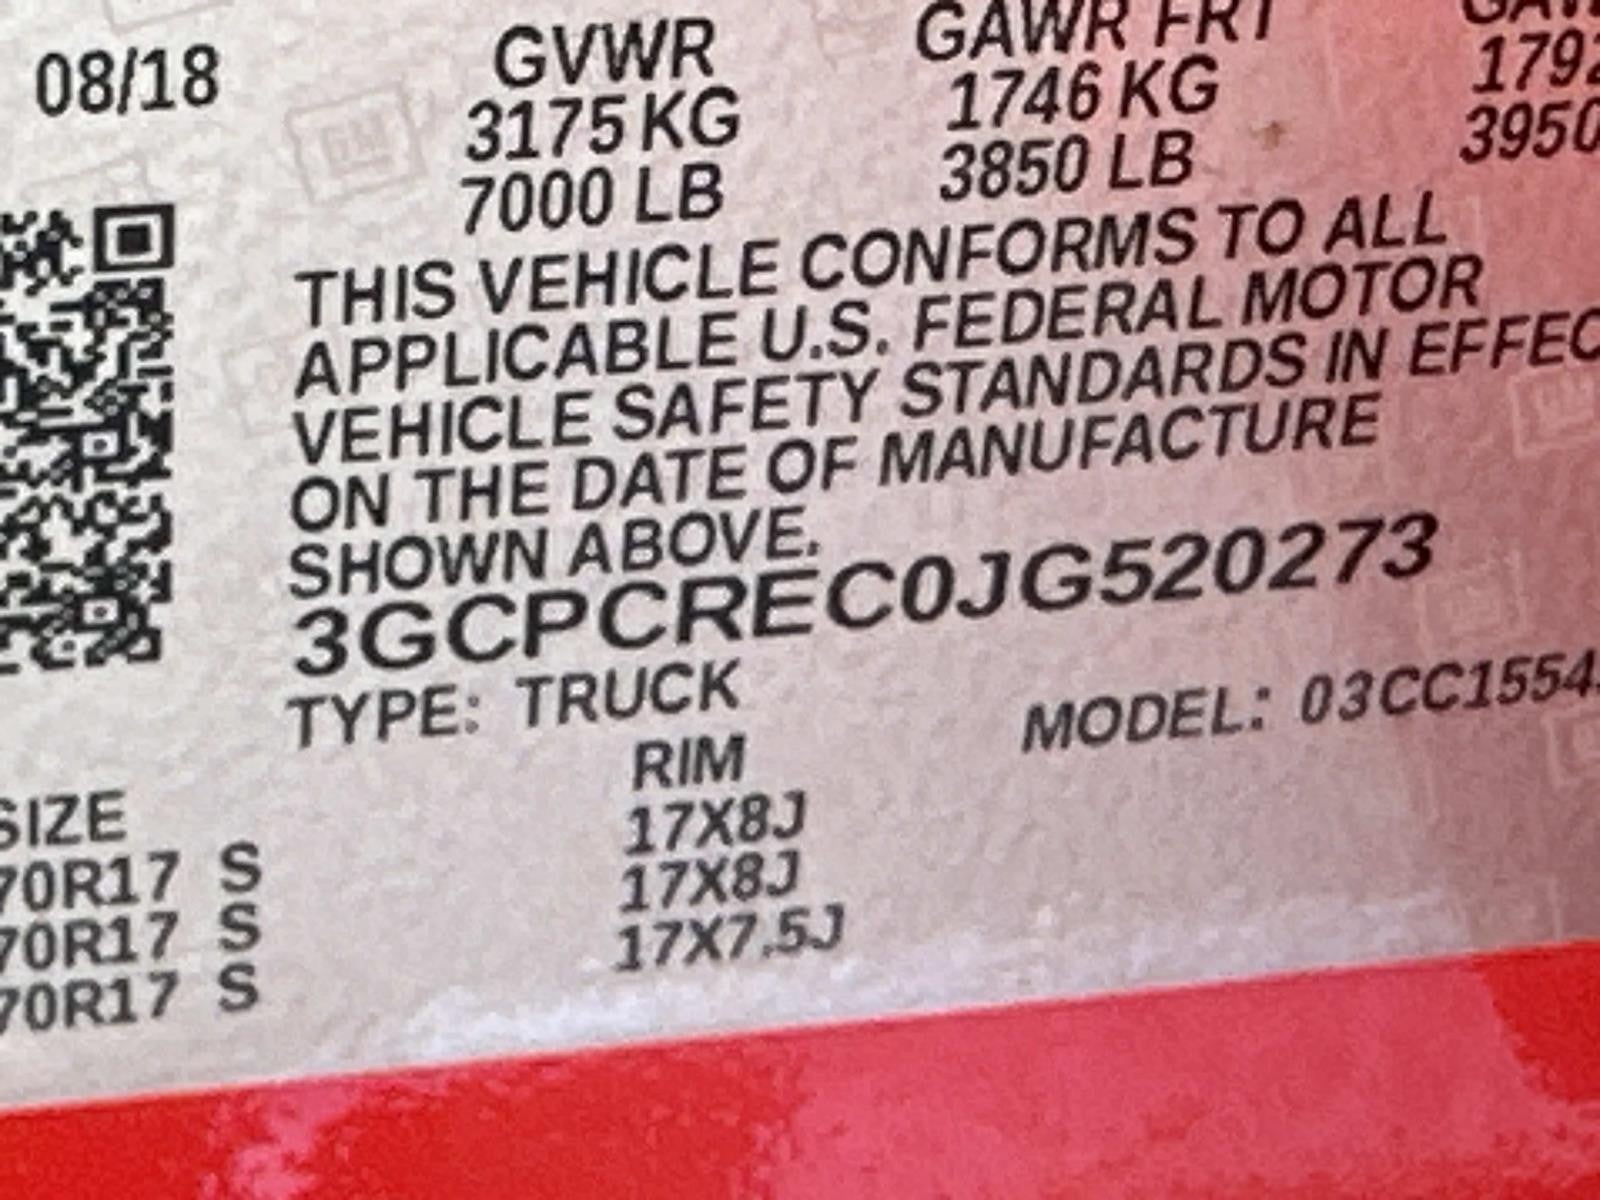 08/18 GVWR GAWR FRT
3175 KG 1746 KG 1792
7000 LB 3850 LB 3950
THIS VEHICLE CONFORMS TO ALL
APPLICABLE U.S. FEDERAL MOTOR
VEHICLE SAFETY STANDARDS IN EFFEC
ON THE DATE OF MANUFACTURE
SHOWN ABOVE.
3GCPCREC0JG520273
TYPE: TRUCK MODEL: 03CC1554
SIZE RIM
70R17 S 17X8J
70R17 S 17X8J
70R17 S 17X7.5J